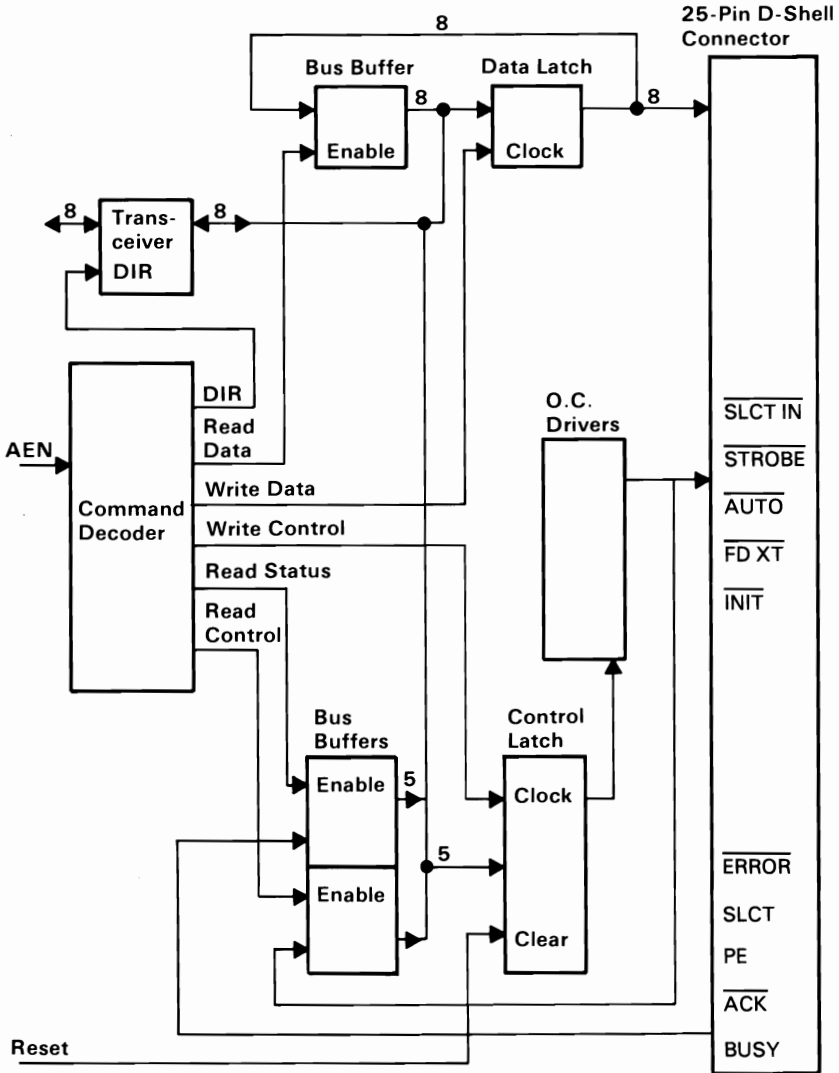 25-Pin D-Shell
Connector
8
Bus Buffer
Data Latch
8
8
Enable
Clock
8
Trans-
ceiver
8
DIR
DIR
Read
Data
AEN
Write Data
Command
Decoder
Write Control
Read Status
Read
Control
O.C.
Drivers
SLCT IN
STROBE
AUTO
FD XT
INIT
Bus
Buffers
Control
Latch
Enable
5
Clock
5
Enable
Clear
ERROR
SLCT
PE
ACK
BUSY
Reset